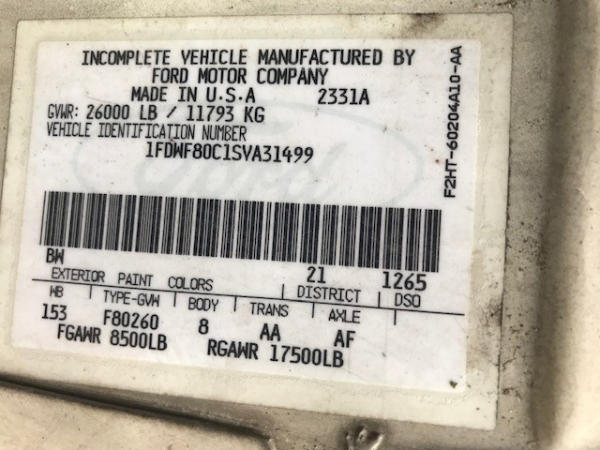 INCOMPLETE VEHICLE MANUFACTURED BY
FORD MOTOR COMPANY
MADE IN U.S.A 2331A
GVWR: 26000 LB / 11793 KG
VEHICLE IDENTIFICATION NUMBER
1FDWF80C1SVA31499
F2HT-60204A10-AA
Ford
BW 21 1265
EXTERIOR PAINT COLORS DISTRICT DSO
WB TYPE-GVW BODY TRANS AXLE
153 F80260 8 AA AF
FGAWR 8500LB RGAWR 17500LB